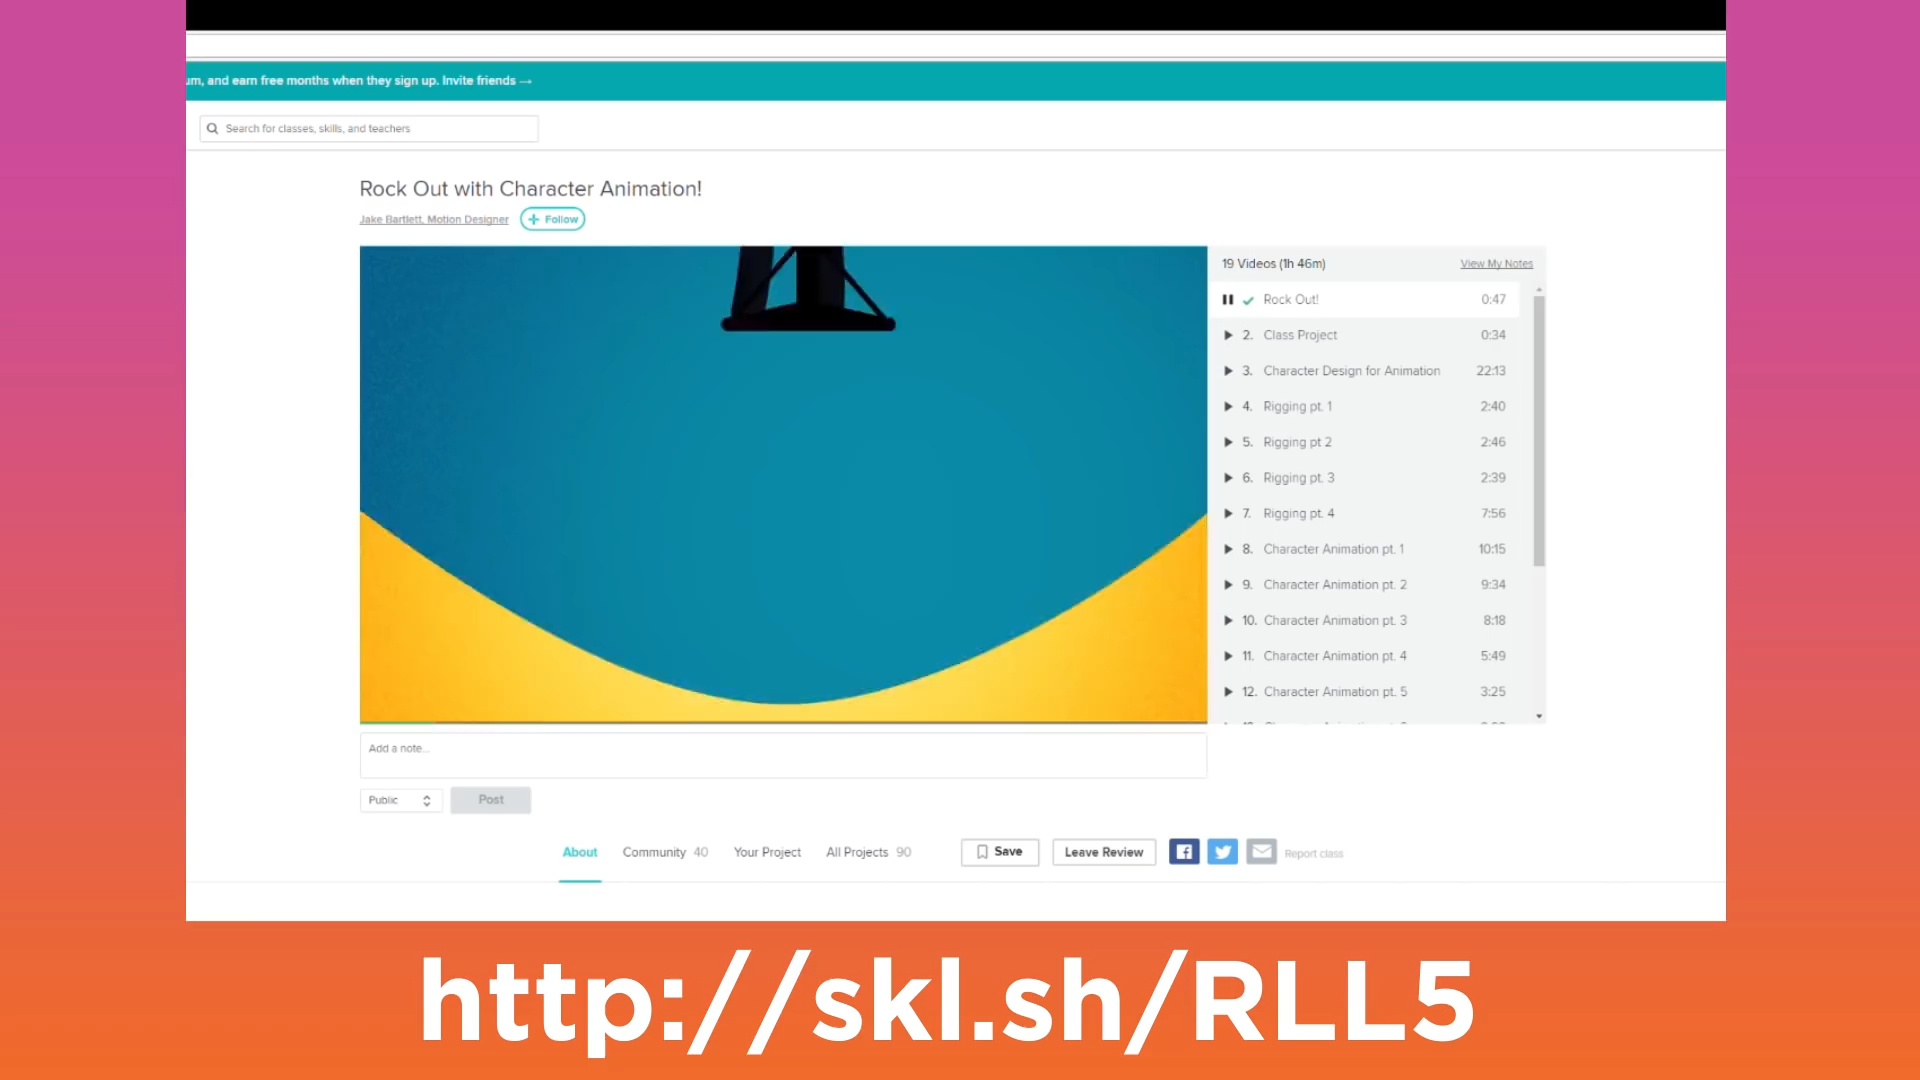 um, and earn free months when they sign up. Invite friends →
Search for classes, skills, and teachers
Rock Out with Character Animation!
Jake Bartlett, Motion Designer
Follow
19 Videos (1h 46m) View My Notes
Rock Out! 0:47
2. Class Project 0:34
3. Character Design for Animation 22:13
4. Rigging pt. 1 2:40
5. Rigging pt 2 2:46
6. Rigging pt. 3 2:39
7. Rigging pt. 4 7:56
8. Character Animation pt. 1 10:15
9. Character Animation pt. 2 9:34
10. Character Animation pt. 3 8:18
11. Character Animation pt. 4 5:49
12. Character Animation pt. 5 3:25
Add a note...
Public Post
About Community 40 Your Project All Projects 90 Save Leave Review Report class
http://skl.sh/RLL5